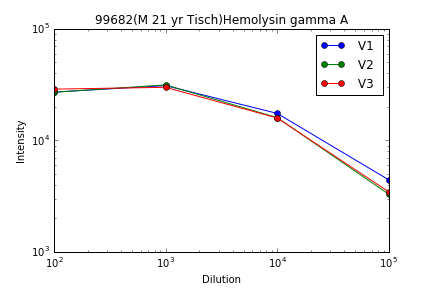 99682(M 21 yr Tisch)Hemolysin gamma A
V1
V2
V3
Intensity
10^5
10^4
10^3
10^2 10^3 10^4 10^5
Dilution